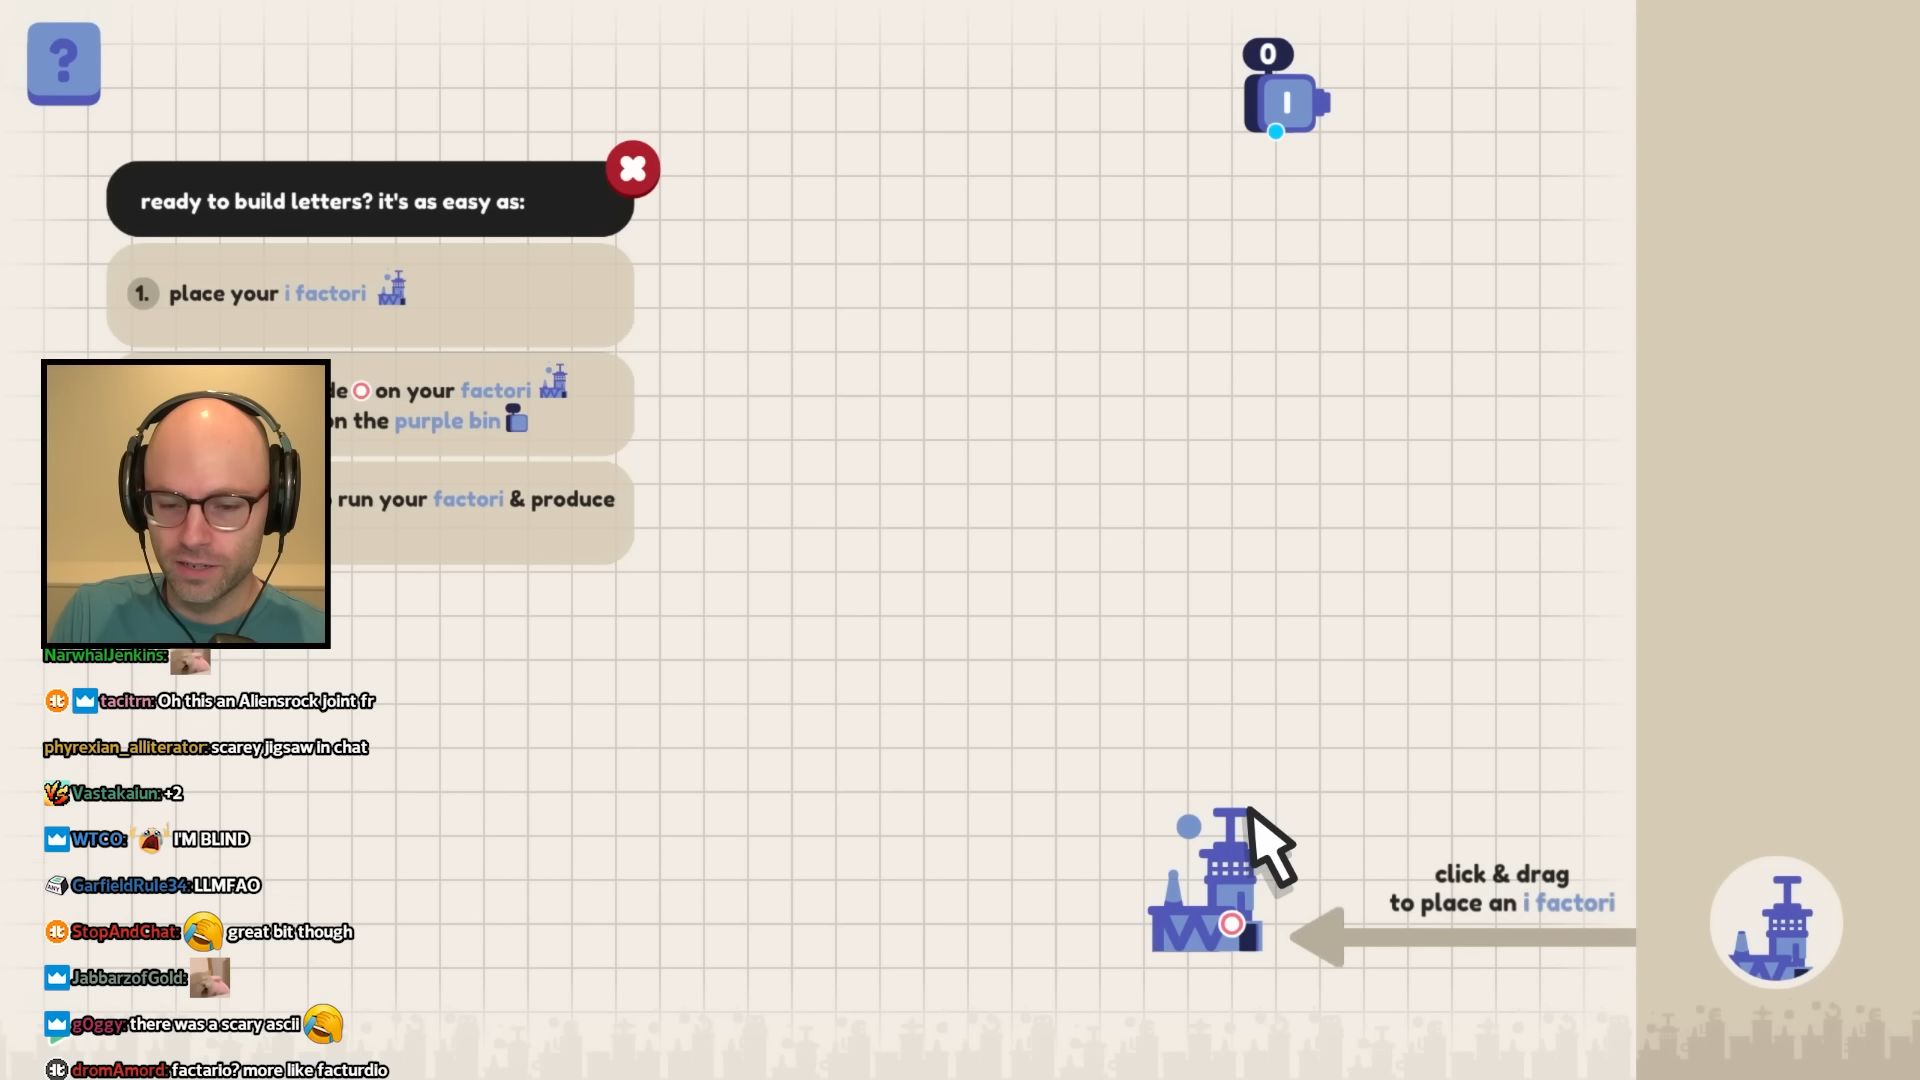 ?
0
I
ready to build letters? it's as easy as:
1. place your i factori
de on your factori
on the purple bin
run your factori & produce
NarwhalJenkins:
tacitrn: Oh this an Aliensrock joint fr
phyrexian_alliterator: scarey jigsaw in chat
Vastakaiun: +2
WTCO: I'M BLIND
GarfieldRule34: LLMFAO
StopAndChat: great bit though
JabbarzofGold:
g0ggy: there was a scary ascii
dromAmord: factario? more like facturdio
click & drag
to place an i factori